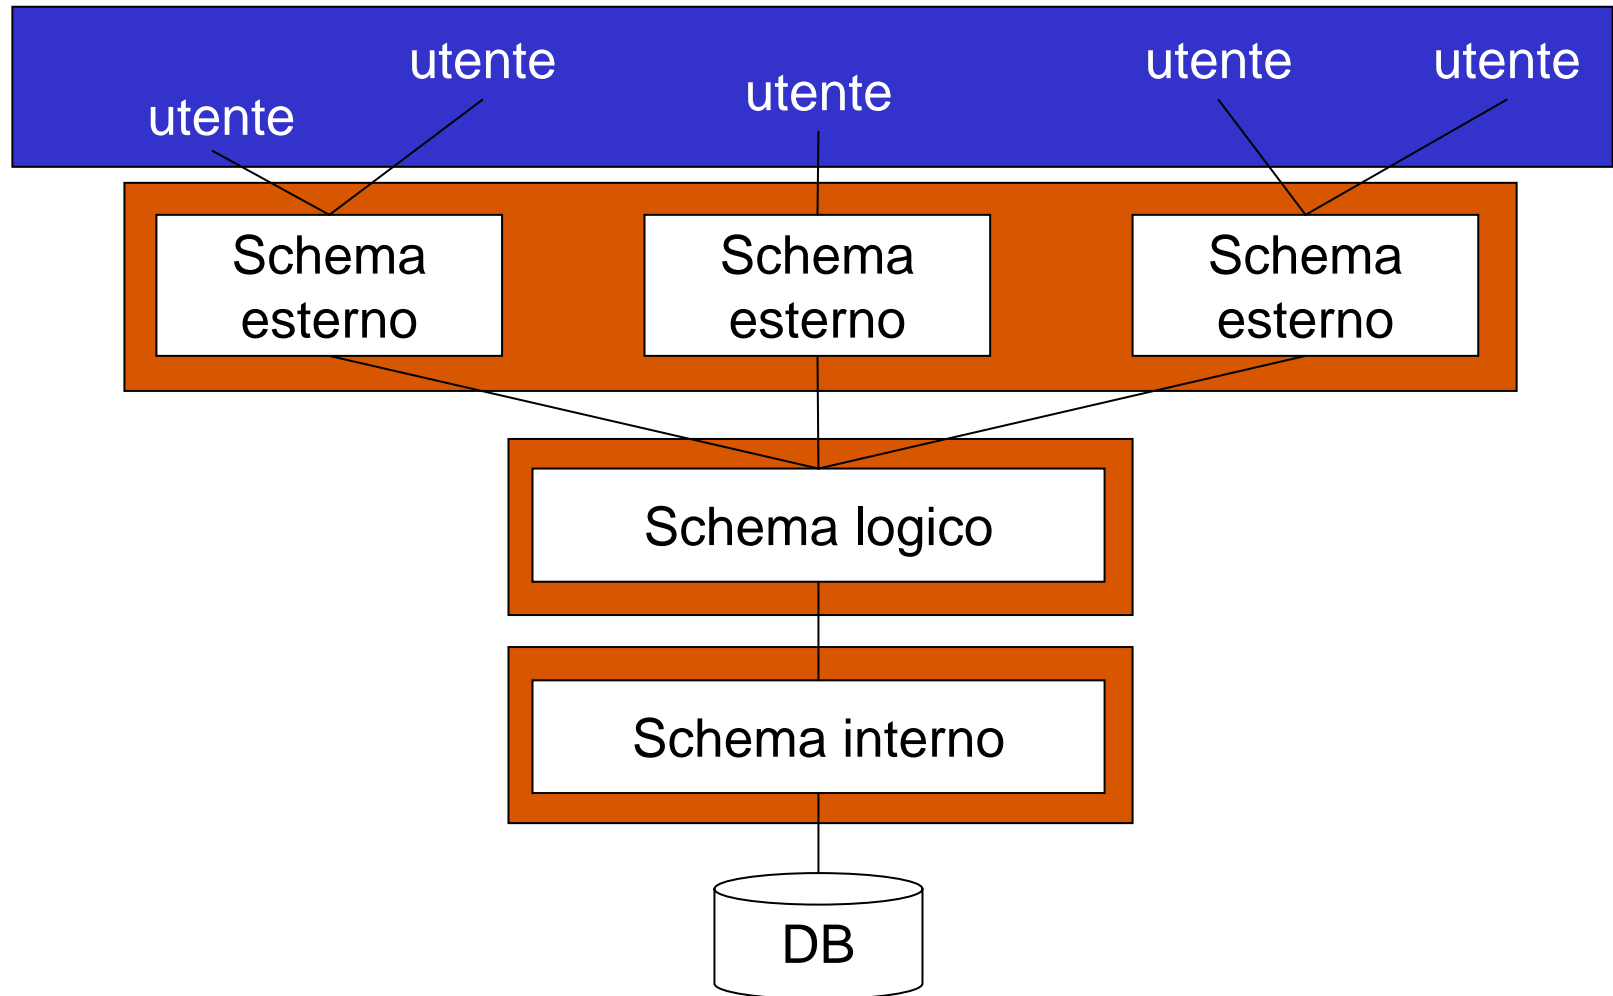 utente
utente
utente
utente
utente
Schema
esterno
Schema
esterno
Schema
esterno
Schema logico
Schema interno
DB